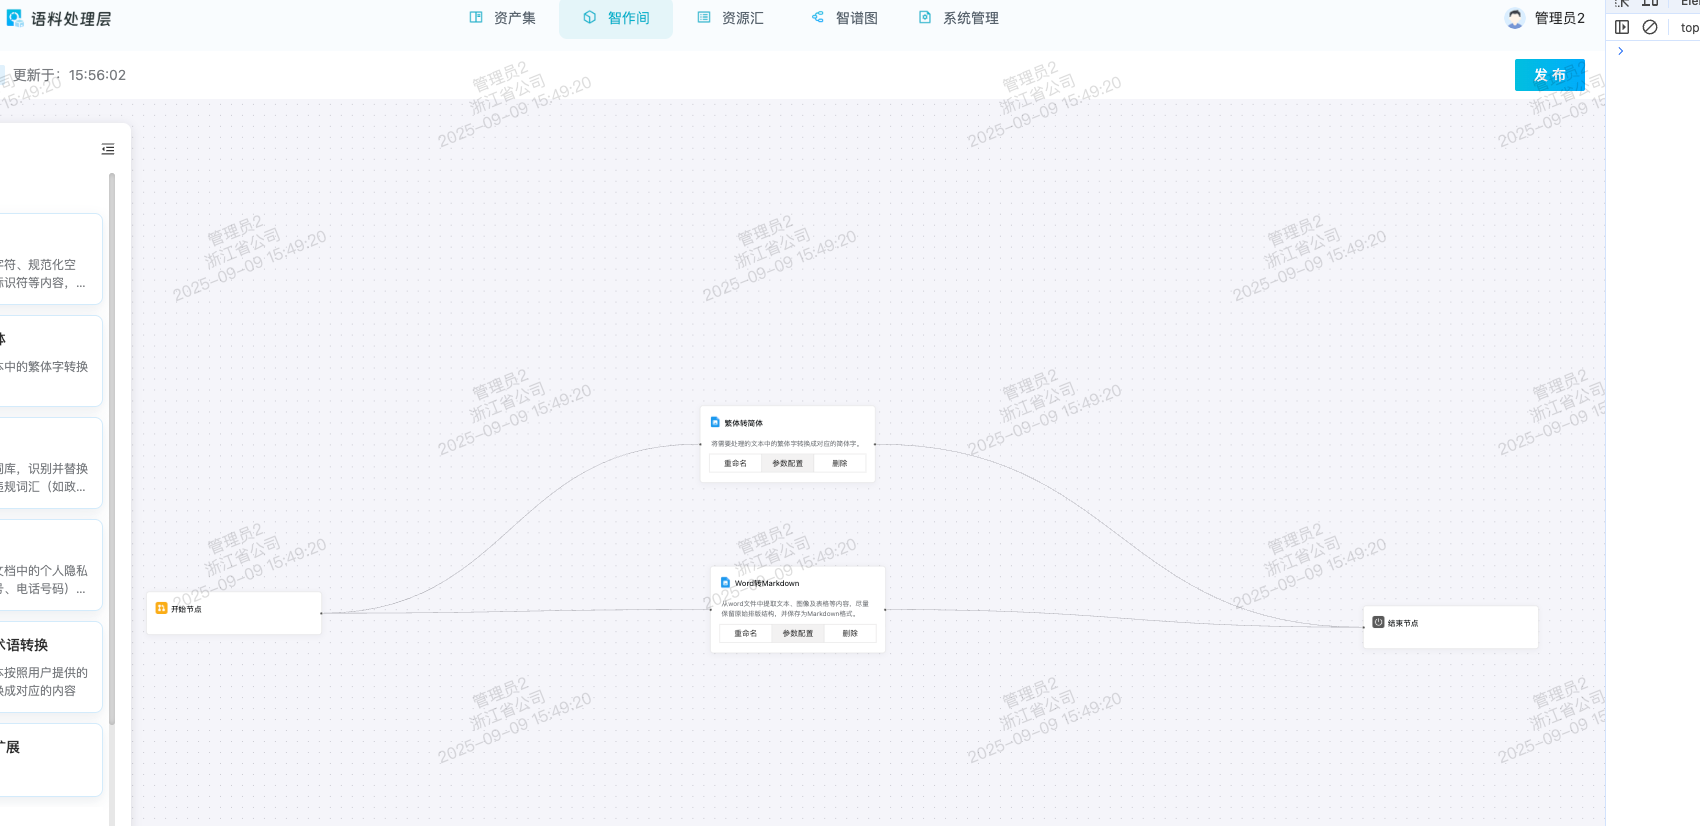 语料处理层
资产集
智作间
资源汇
智谱图
系统管理
管理员2
Ele
top
更新于：15:56:02
发布
字符、规范化空
标识符等内容，...
体
本中的繁体字转换
词库，识别并替换
违规词汇（如政...
文档中的个人隐私
号、电话号码）...
术语转换
本按照用户提供的
换成对应的内容
扩展
开始节点
繁体转简体
将需要处理的文本中的繁体字转换成对应的简体字。
重命名
参数配置
删除
Word转Markdown
从word文件中提取文本、图像及表格等内容，尽量
保留原始排版结构，并保存为Markdown格式。
重命名
参数配置
删除
结束节点
管理员2
浙江省公司
2025-09-09 15:49:20